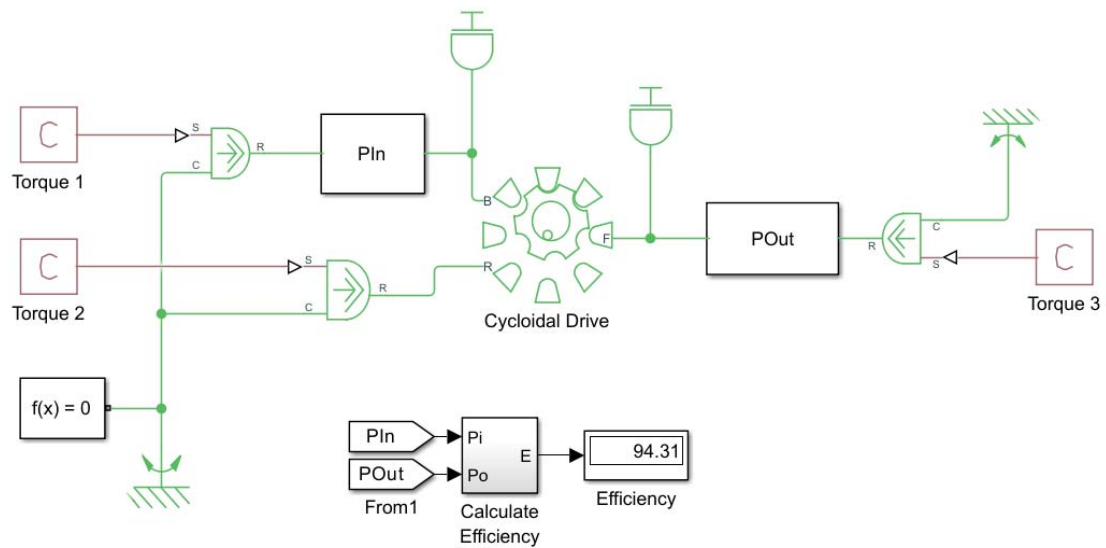 C
Torque 1
S
C
R
PIn
B
F
R
POut
R
C
S
C
Torque 3
C
Torque 2
S
C
R
Cycloidal Drive
f(x) = 0
PIn
POut
From1
Pi
Po
E
Calculate
Efficiency
94.31
Efficiency